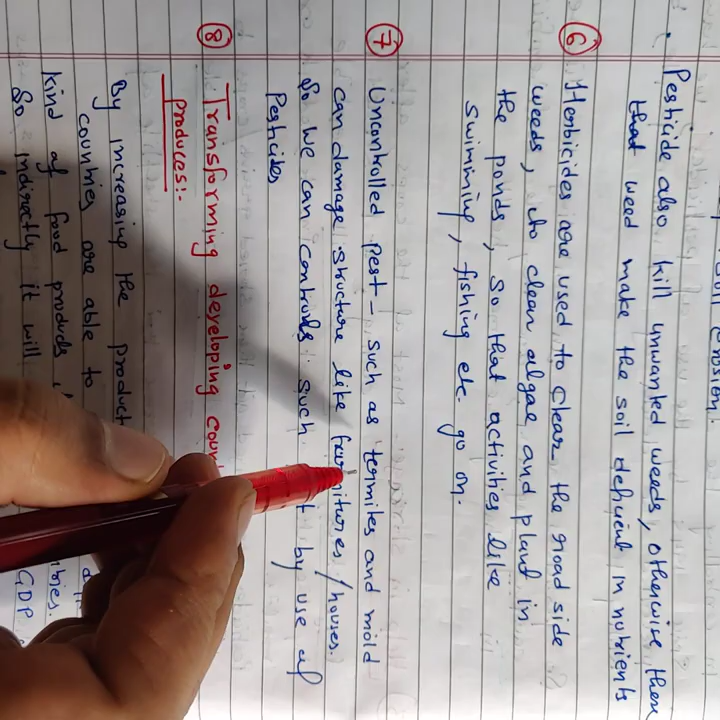 Soil Erosion.
Pesticide also kill unwanted weeds, otherwise these
that weed make the soil deficient in nutrients
⑥ Herbicides are used to clear the road side
weeds, to clean algae and plant in
the ponds, so that activities like
swimming, fishing etc. go on.
⑦ Uncontrolled pest - such as termites and mold
can damage structure like furnitures / houses.
So we can controls such it by use of
Pesticides
⑧ Transforming developing coun
produces:-
By increasing the product
countries are able to
kind of food products
So indirectly it will GDP